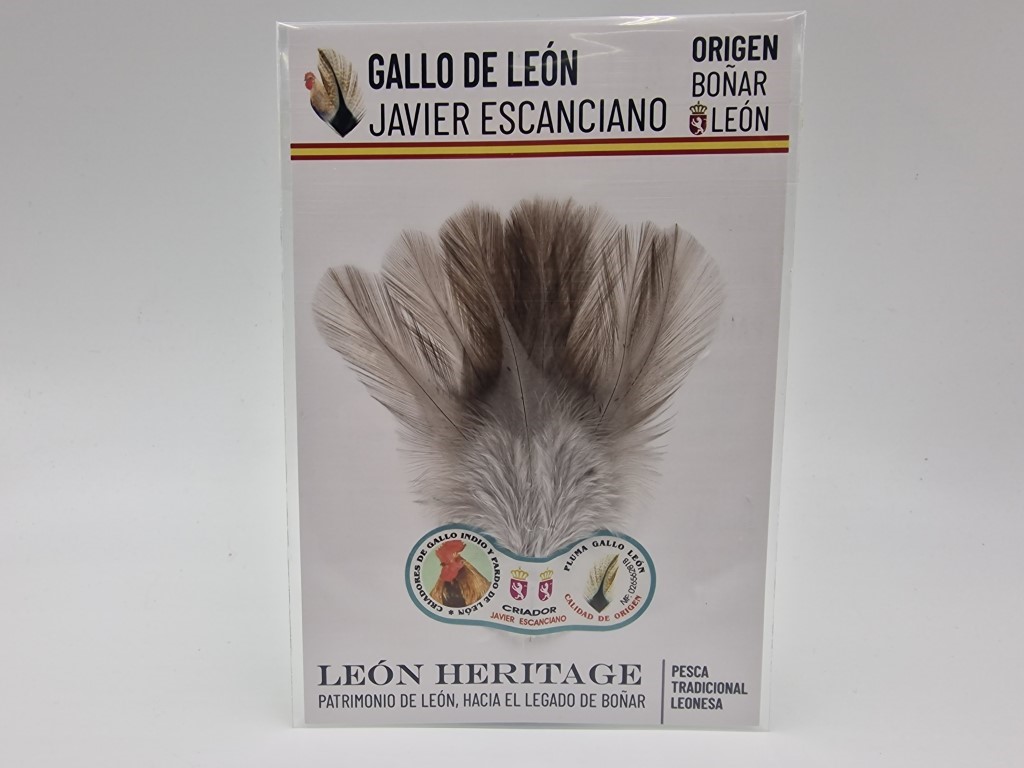 GALLO DE LEÓN
JAVIER ESCANCIANO
ORIGEN
BOÑAR
LEÓN
CRIADORES DE GALLO INDIO Y PARDO DE LEÓN
CRIADOR
JAVIER ESCANCIANO
PLUMA GALLO LEÓN
CALIDAD DE ORIGEN
LEÓN HERITAGE
PATRIMONIO DE LEÓN, HACIA EL LEGADO DE BOÑAR
PESCA
TRADICIONAL
LEONESA